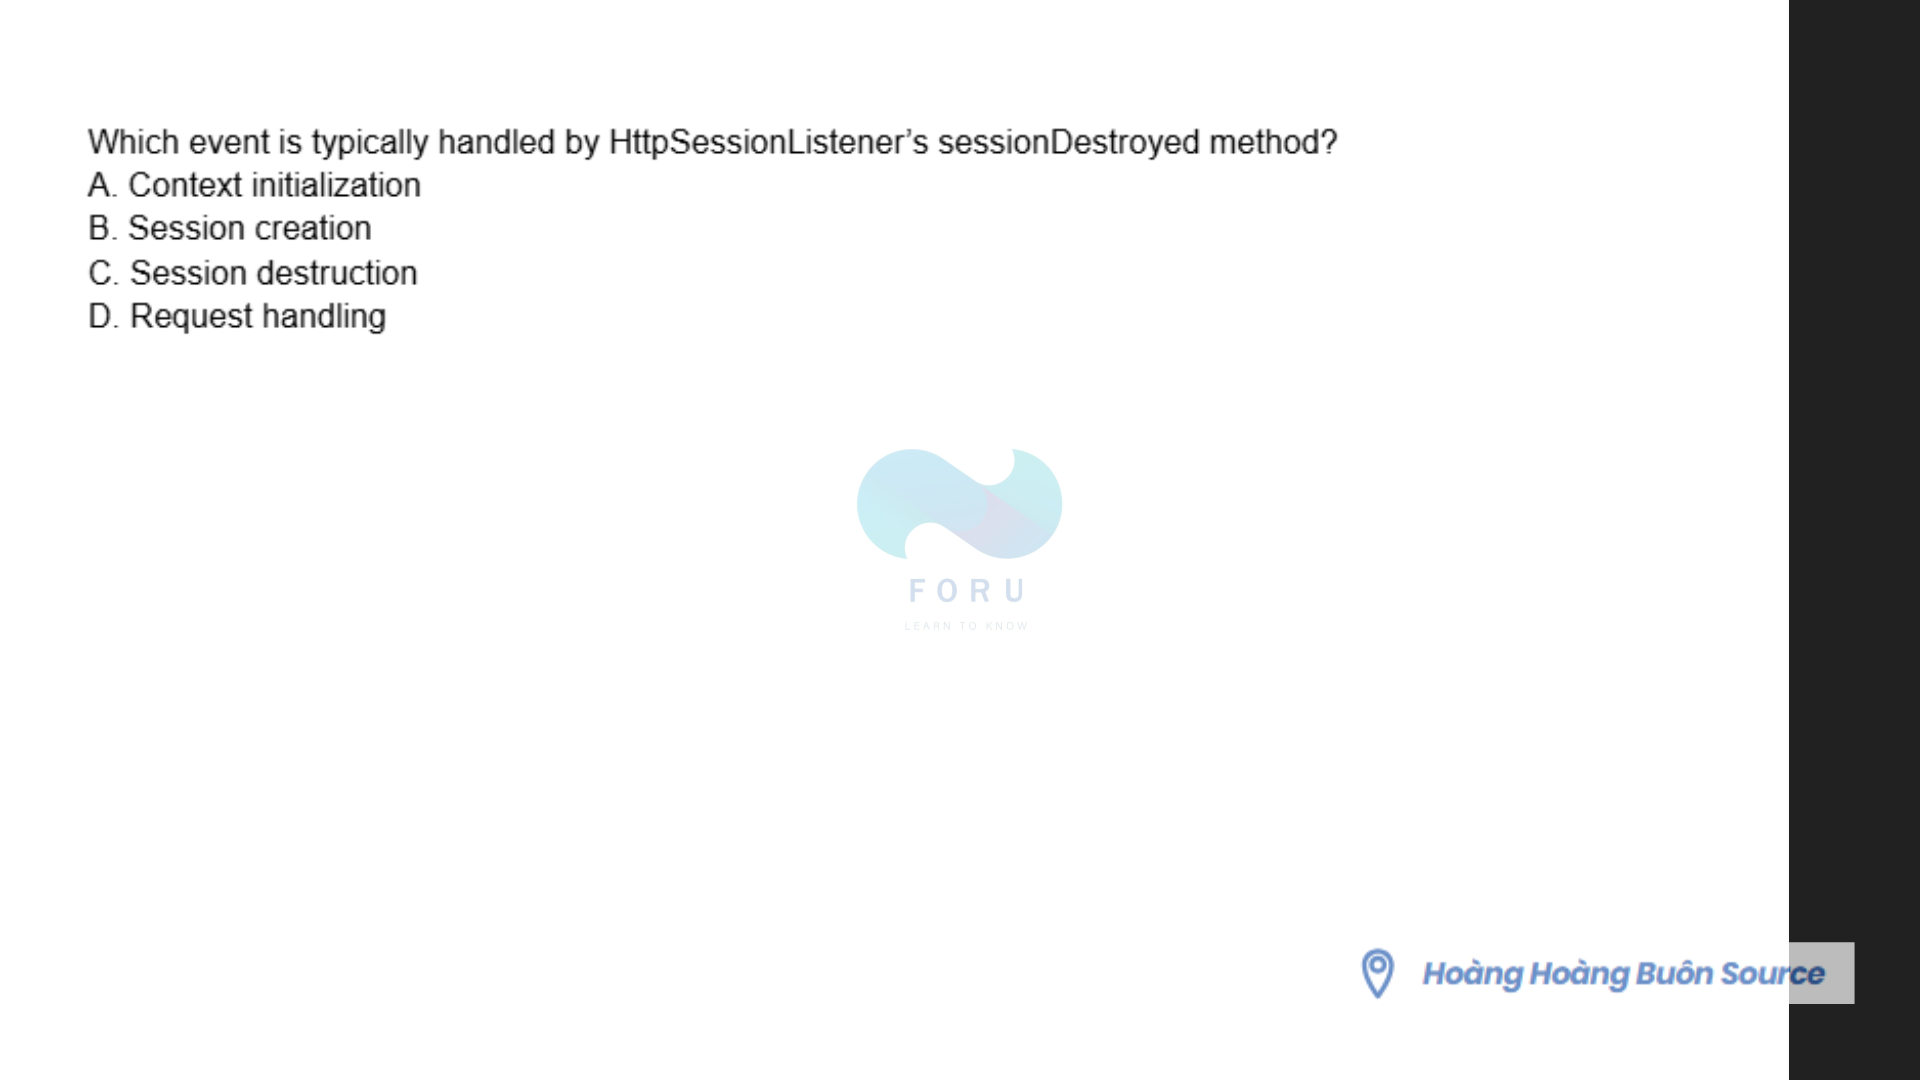 Which event is typically handled by HttpSessionListener’s sessionDestroyed method?
A. Context initialization
B. Session creation
C. Session destruction
D. Request handling
FORU
LEARN TO KNOW
Hoàng Hoàng Buôn Source